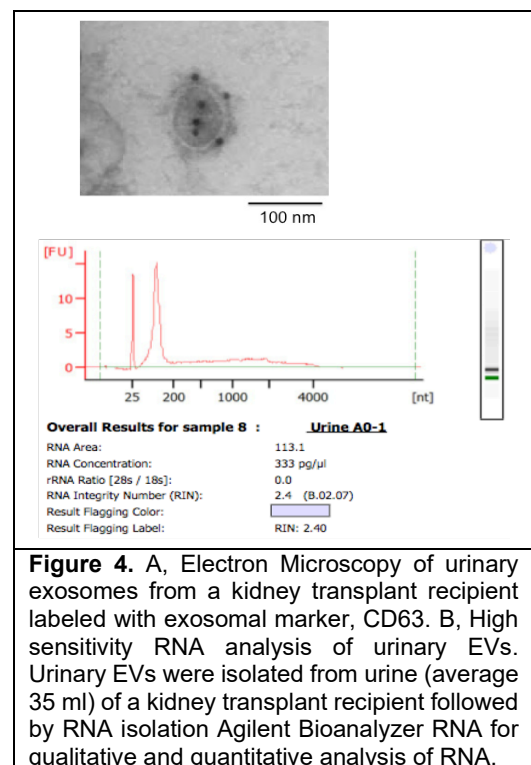 100 nm
[FU]
10
5
0
25 200 1000 4000 [nt]
Overall Results for sample 8 : Urine A0-1
RNA Area: 113.1
RNA Concentration: 333 pg/µl
rRNA Ratio [28s / 18s]: 0.0
RNA Integrity Number (RIN): 2.4 (B.02.07)
Result Flagging Color:
Result Flagging Label: RIN: 2.40
Figure 4. A, Electron Microscopy of urinary
exosomes from a kidney transplant recipient
labeled with exosomal marker, CD63. B, High
sensitivity RNA analysis of urinary EVs.
Urinary EVs were isolated from urine (average
35 ml) of a kidney transplant recipient followed
by RNA isolation Agilent Bioanalyzer RNA for
qualitative and quantitative analysis of RNA.